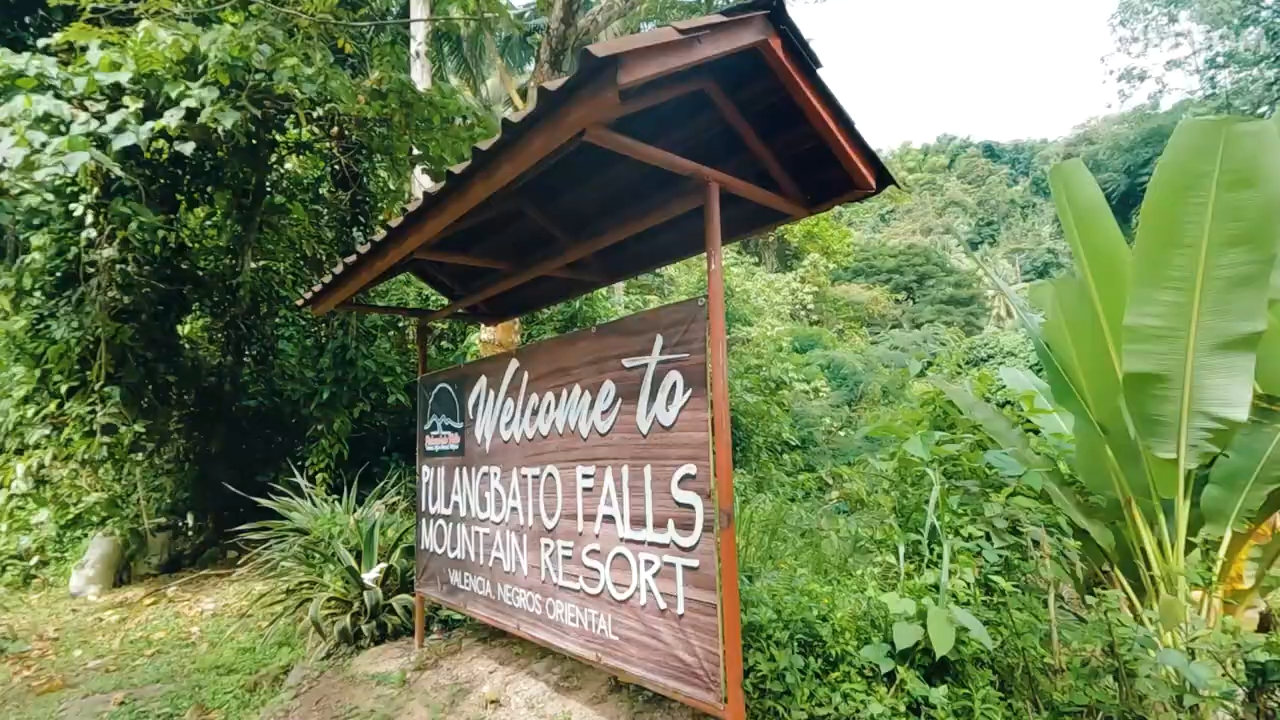 Welcome to
PULANGBATO FALLS
MOUNTAIN RESORT
VALENCIA, NEGROS ORIENTAL